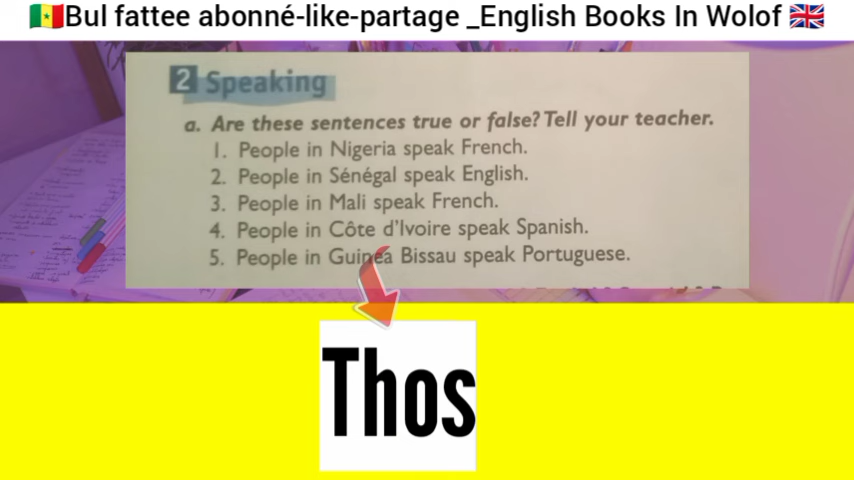 🇸🇳Bul fattee abonné-like-partage _English Books In Wolof 🇬🇧
2 Speaking
a. Are these sentences true or false? Tell your teacher.
1. People in Nigeria speak French.
2. People in Sénégal speak English.
3. People in Mali speak French.
4. People in Côte d'Ivoire speak Spanish.
5. People in Guinea Bissau speak Portuguese.
Thos